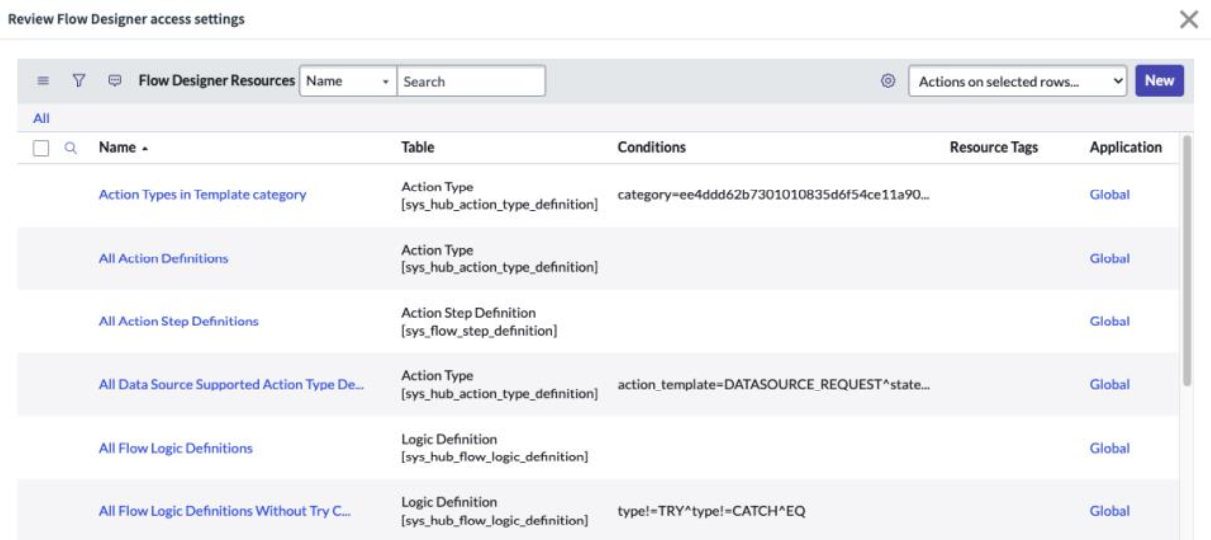 Review Flow Designer access settings
Flow Designer Resources Name Search Actions on selected rows... New
All
Name Table Conditions Resource Tags Application
Action Types in Template category Action Type [sys_hub_action_type_definition] category=ee4ddd62b7301010835d6f54ce11a90... Global
All Action Definitions Action Type [sys_hub_action_type_definition] Global
All Action Step Definitions Action Step Definition [sys_flow_step_definition] Global
All Data Source Supported Action Type De... Action Type [sys_hub_action_type_definition] action_template=DATASOURCE_REQUEST^state... Global
All Flow Logic Definitions Logic Definition [sys_hub_flow_logic_definition] Global
All Flow Logic Definitions Without Try C... Logic Definition [sys_hub_flow_logic_definition] type!=TRY^type!=CATCH^EQ Global